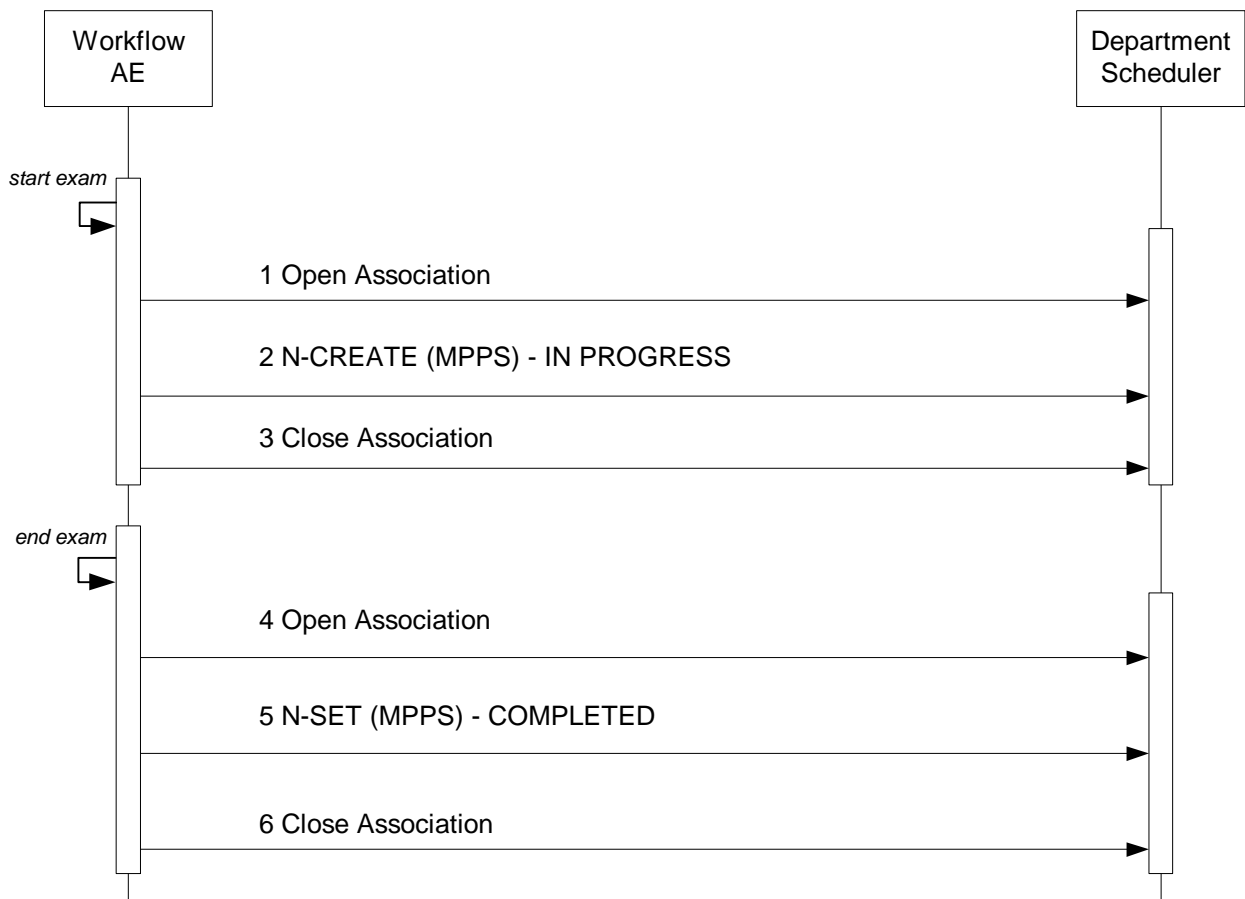 Workflow
AE
Department
Scheduler
start exam
1 Open Association
2 N-CREATE (MPPS) - IN PROGRESS
3 Close Association
end exam
4 Open Association
5 N-SET (MPPS) - COMPLETED
6 Close Association